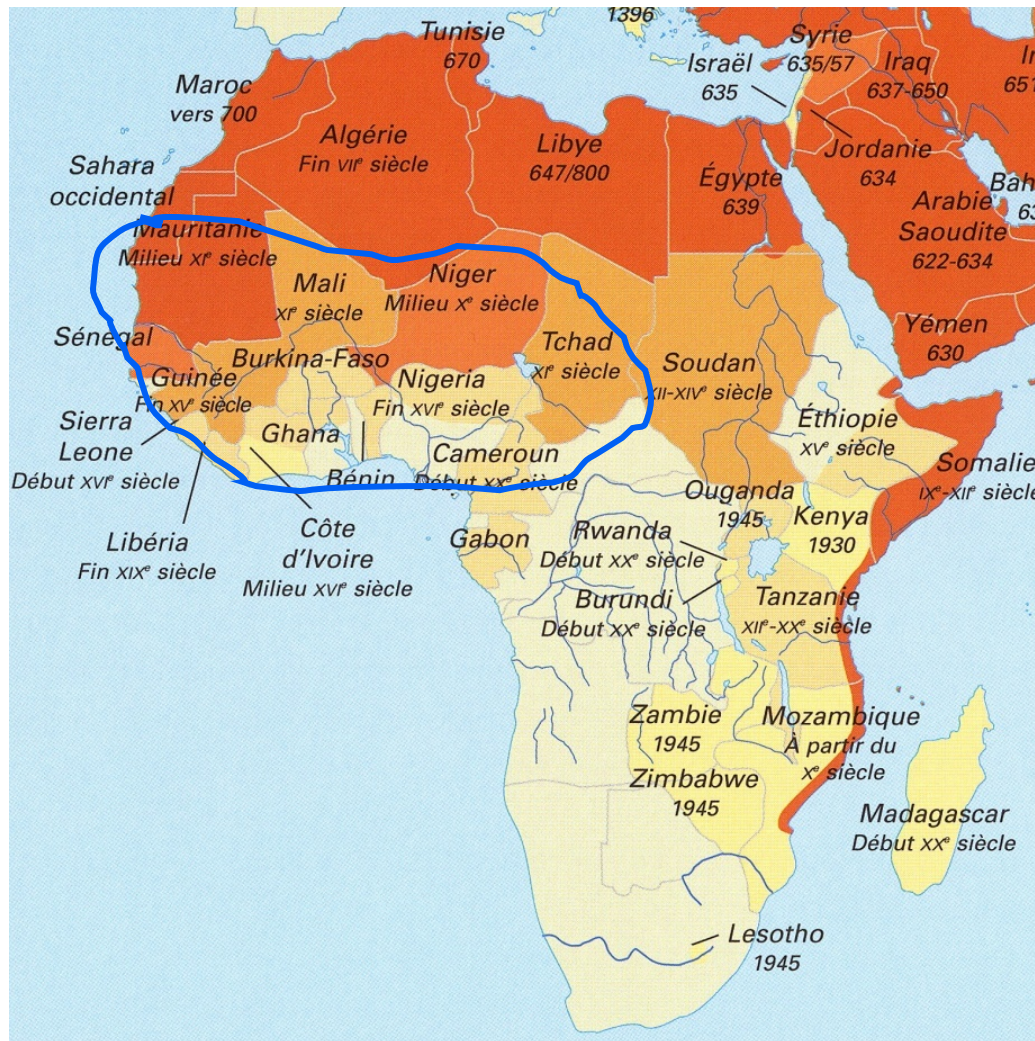 1396
Tunisie
670
Syrie
635/57
Israël
635
Iraq
637-650
651
Maroc
vers 700
Algérie
Fin VIIᵉ siècle
Libye
647/800
Égypte
639
Jordanie
634
Arabie
Saoudite
622-634
Sahara
occidental
Mauritanie
Milieu XIᵉ siècle
Mali
XIᵉ siècle
Niger
Milieu Xᵉ siècle
Tchad
XIᵉ siècle
Soudan
XII-XIVᵉ siècle
Yémen
630
Sénégal
Burkina-Faso
Guinée
Fin XVᵉ siècle
Nigeria
Fin XVIᵉ siècle
Éthiopie
XVᵉ siècle
Somalie
IXᵉ-XIIᵉ siècle
Sierra
Leone
Début XVIᵉ siècle
Ghana
Bénin
Cameroun
Début XXᵉ siècle
Libéria
Fin XIXᵉ siècle
Côte
d'Ivoire
Milieu XVIᵉ siècle
Gabon
Ouganda
1945
Kenya
1930
Rwanda
Début XXᵉ siècle
Burundi
Début XXᵉ siècle
Tanzanie
XIIᵉ-XXᵉ siècle
Zambie
1945
Mozambique
À partir du
Xᵉ siècle
Zimbabwe
1945
Madagascar
Début XXᵉ siècle
Lesotho
1945